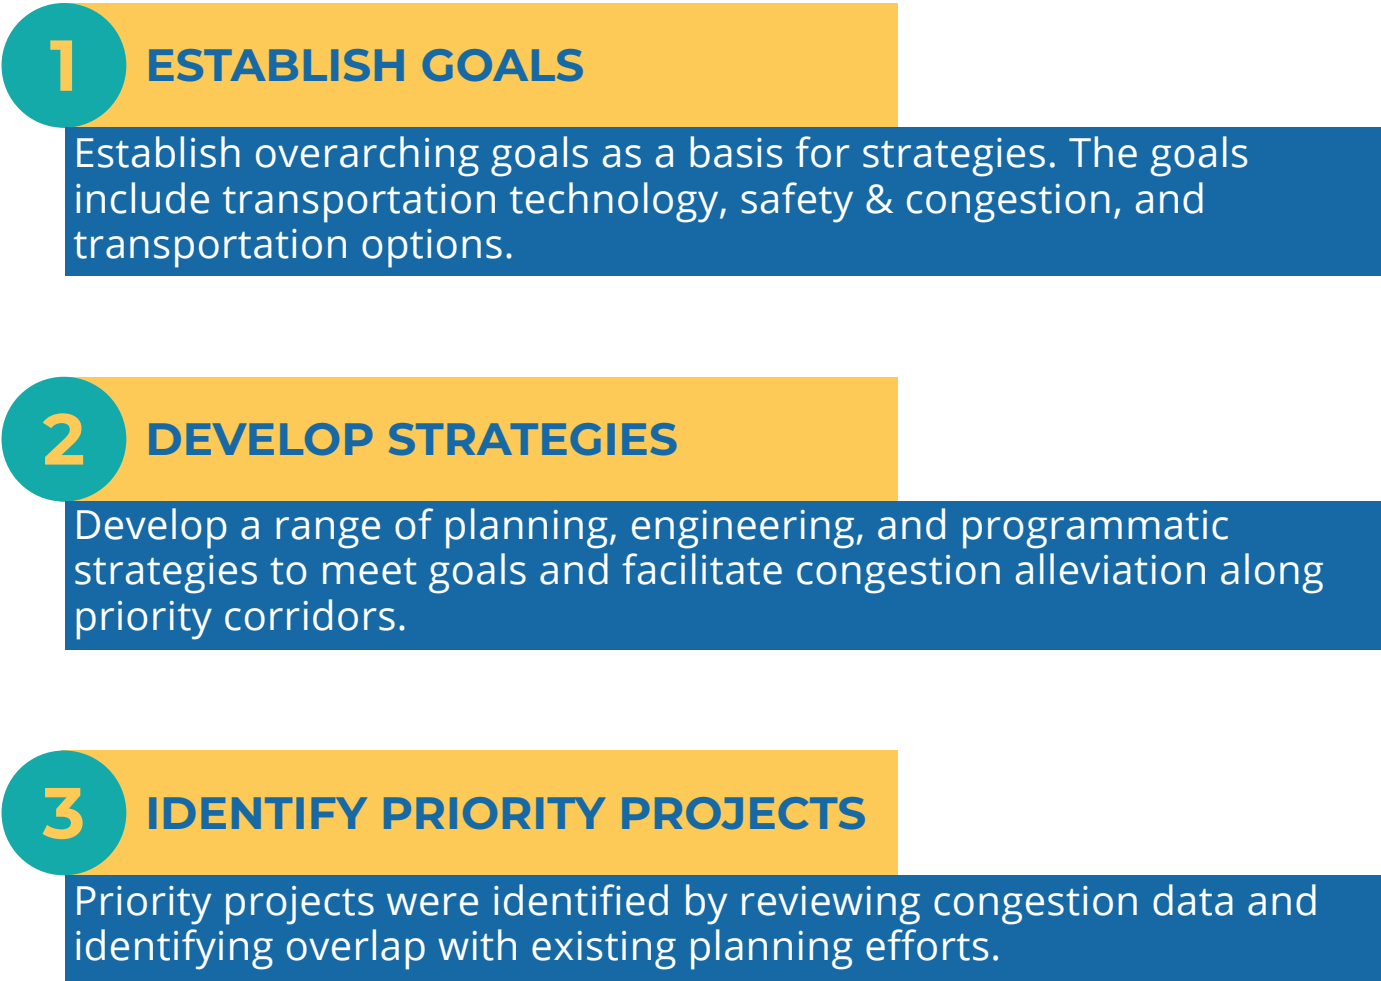 1
ESTABLISH GOALS
Establish overarching goals as a basis for strategies. The goals
include transportation technology, safety & congestion, and
transportation options.
2
DEVELOP STRATEGIES
Develop a range of planning, engineering, and programmatic
strategies to meet goals and facilitate congestion alleviation along
priority corridors.
3
IDENTIFY PRIORITY PROJECTS
Priority projects were identified by reviewing congestion data and
identifying overlap with existing planning efforts.